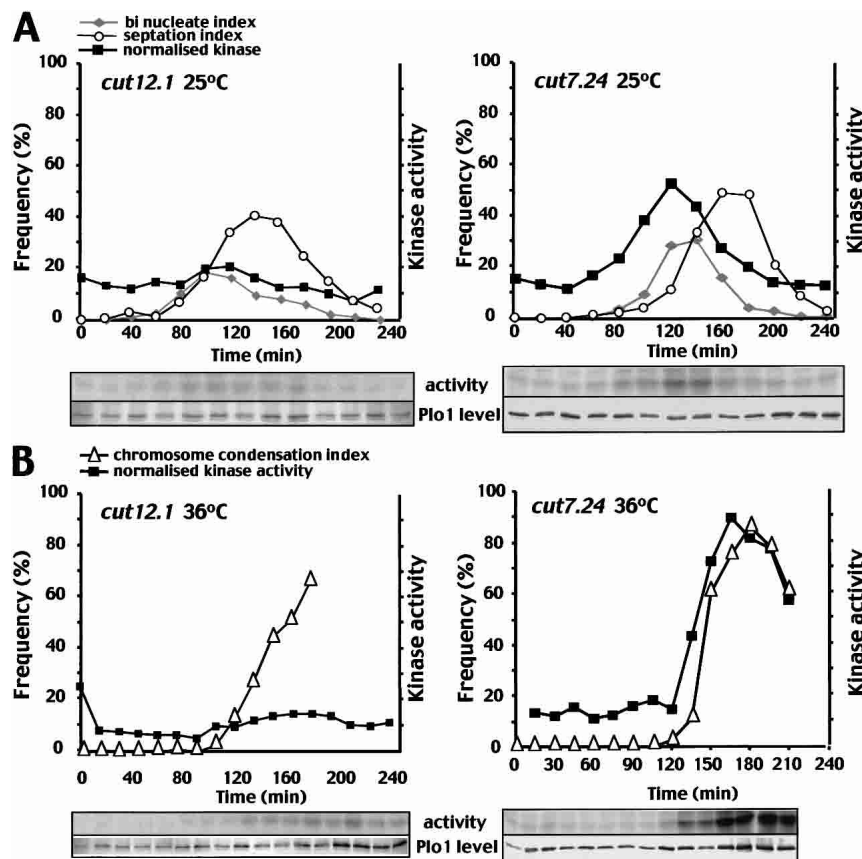 A
bi nucleate index
septation index
normalised kinase
cut12.1 25ºC
100
80
60
40
20
0
Frequency (%)
Kinase activity
0 40 80 120 160 200 240
Time (min)
cut7.24 25ºC
100
80
60
40
20
0
Frequency (%)
Kinase activity
0 40 80 120 160 200 240
Time (min)
activity
Plo1 level
B
chromosome condensation index
normalised kinase activity
cut12.1 36ºC
100
80
60
40
20
0
Frequency (%)
Kinase activity
0 40 80 120 160 200 240
Time (min)
cut7.24 36ºC
100
80
60
40
20
0
Frequency (%)
Kinase activity
0 30 60 90 120 150 180 210 240
Time (min)
activity
Plo1 level